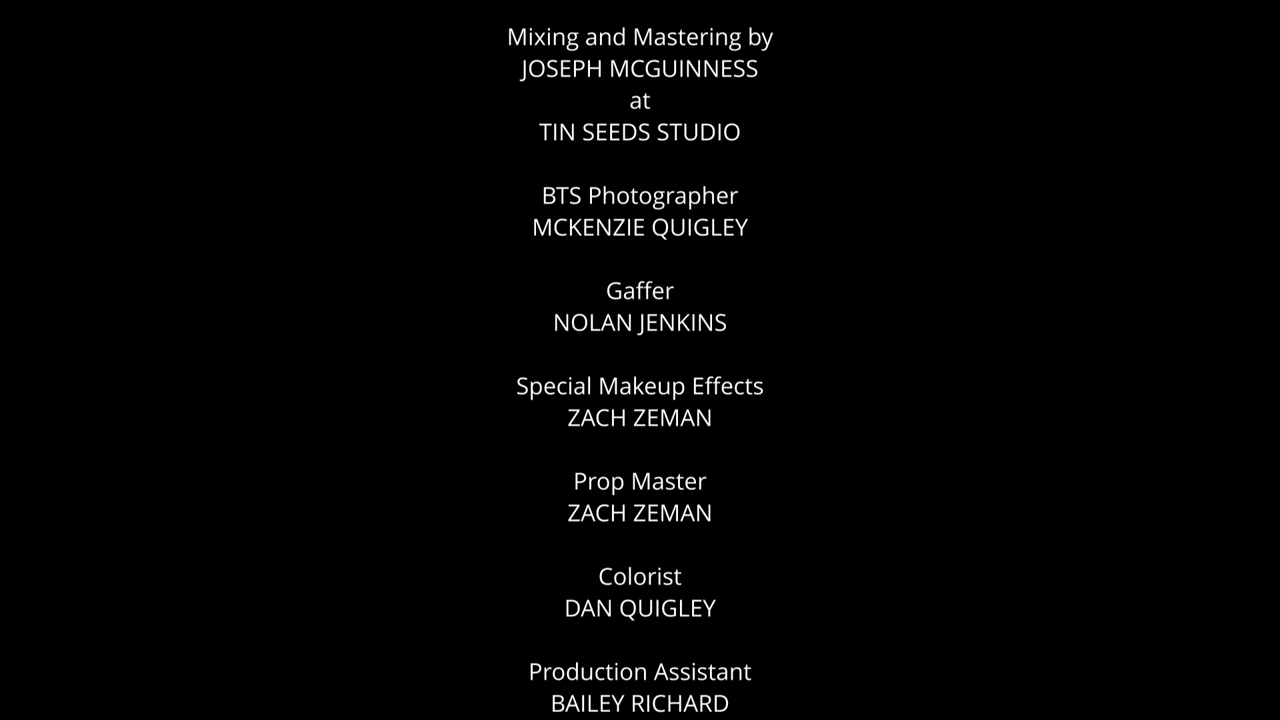 Mixing and Mastering by
JOSEPH MCGUINNESS
at
TIN SEEDS STUDIO
BTS Photographer
MCKENZIE QUIGLEY
Gaffer
NOLAN JENKINS
Special Makeup Effects
ZACH ZEMAN
Prop Master
ZACH ZEMAN
Colorist
DAN QUIGLEY
Production Assistant
BAILEY RICHARD